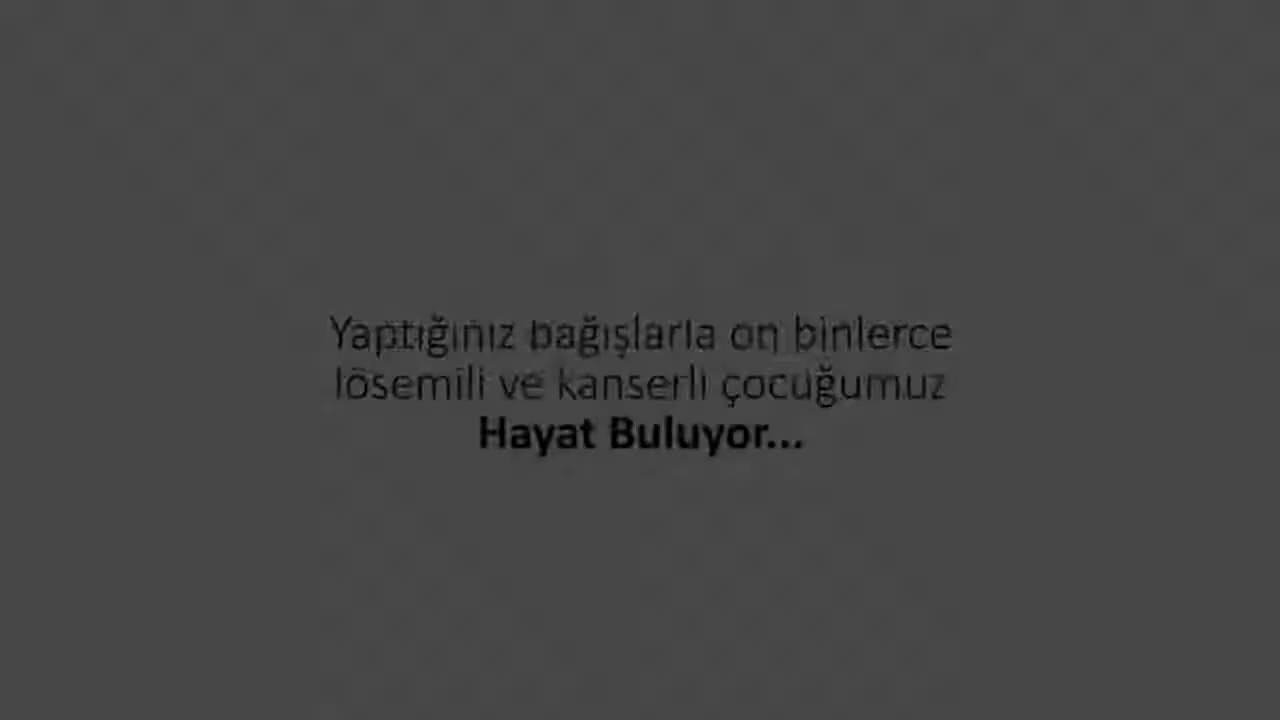 Yaptığınız bağışlarla on binlerce
lösemili ve kanserli çocuğumuz
Hayat Buluyor...